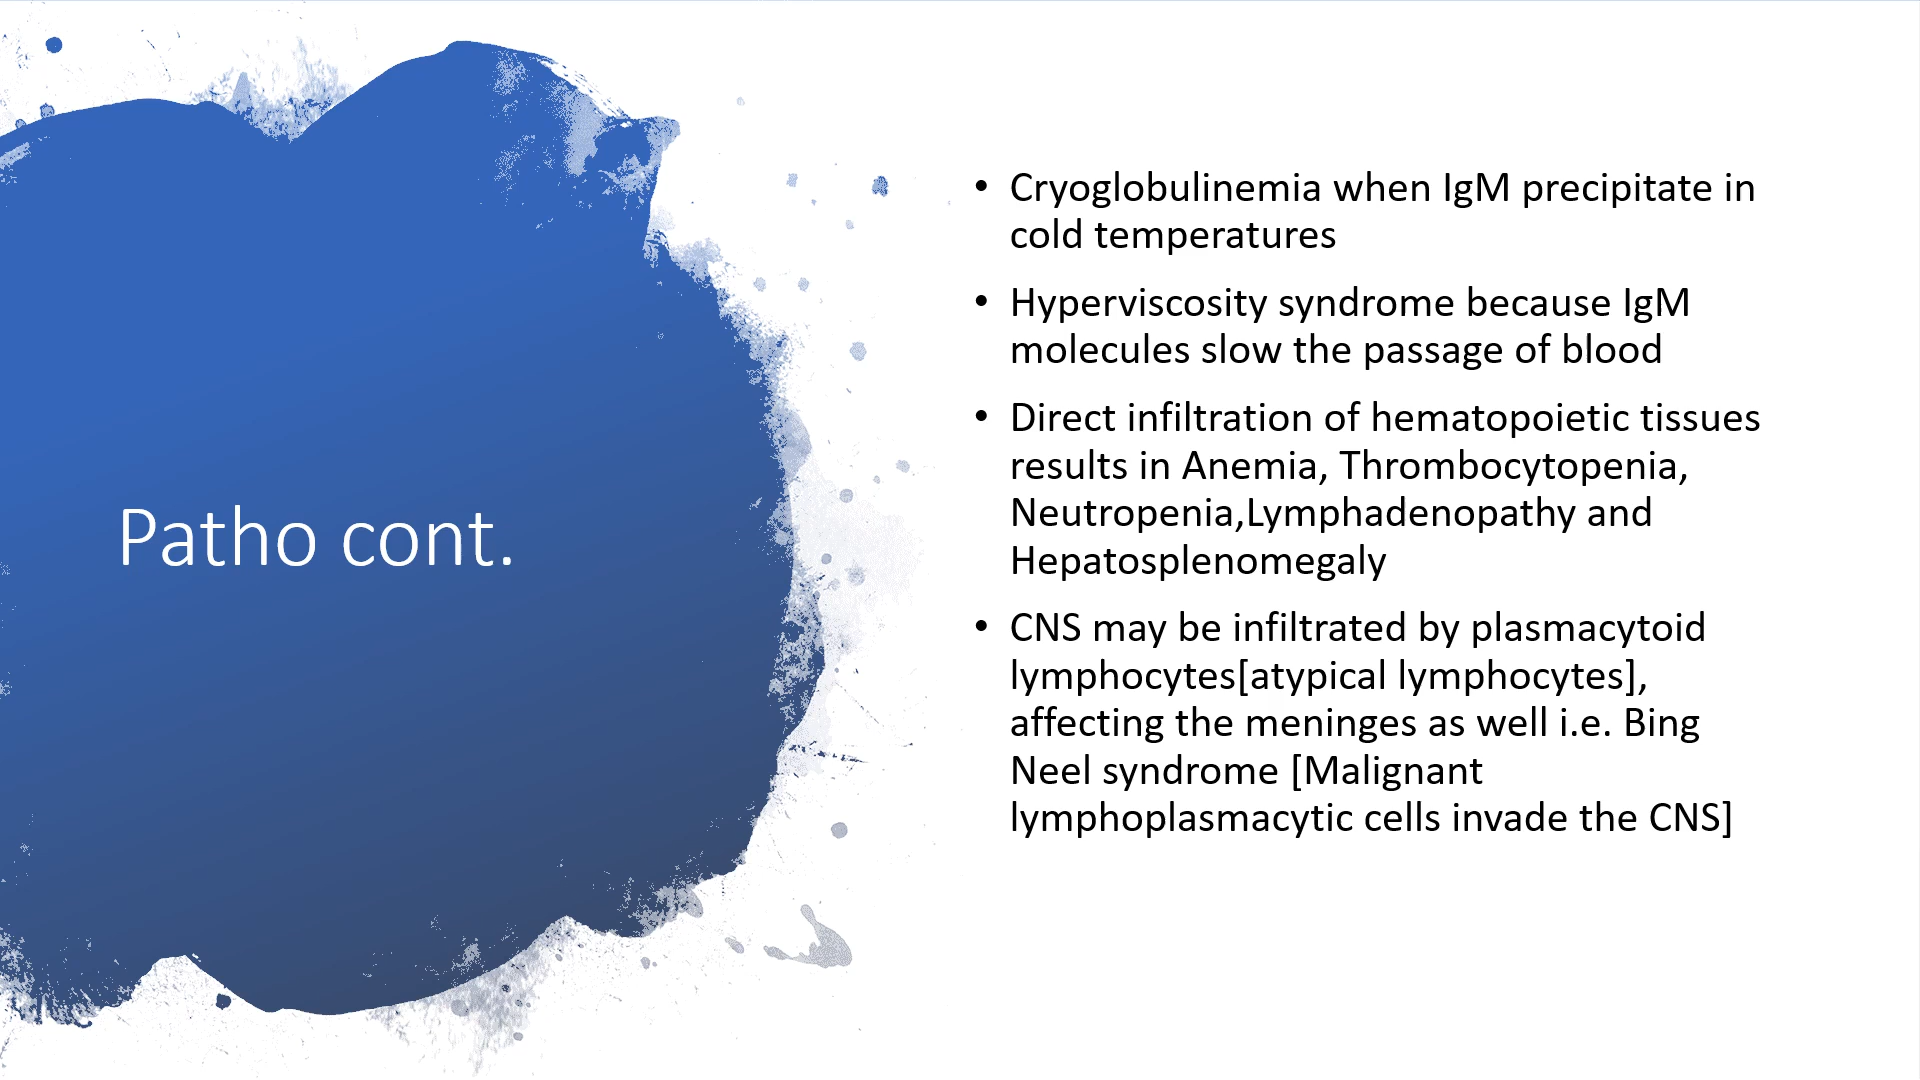 Patho cont.
• Cryoglobulinemia when IgM precipitate in
cold temperatures
• Hyperviscosity syndrome because IgM
molecules slow the passage of blood
• Direct infiltration of hematopoietic tissues
results in Anemia, Thrombocytopenia,
Neutropenia,Lymphadenopathy and
Hepatosplenomegaly
• CNS may be infiltrated by plasmacytoid
lymphocytes[atypical lymphocytes],
affecting the meninges as well i.e. Bing
Neel syndrome [Malignant
lymphoplasmacytic cells invade the CNS]